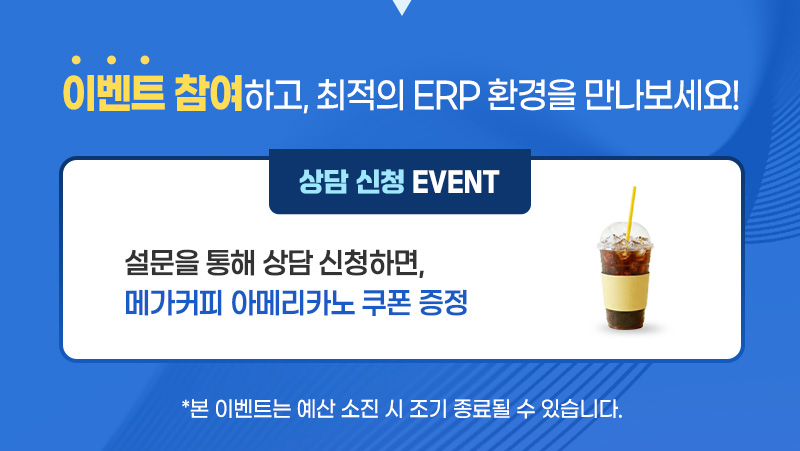 이벤트 참여하고, 최적의 ERP 환경을 만나보세요!
상담 신청 EVENT
설문을 통해 상담 신청하면,
메가커피 아메리카노 쿠폰 증정
*본 이벤트는 예산 소진 시 조기 종료될 수 있습니다.